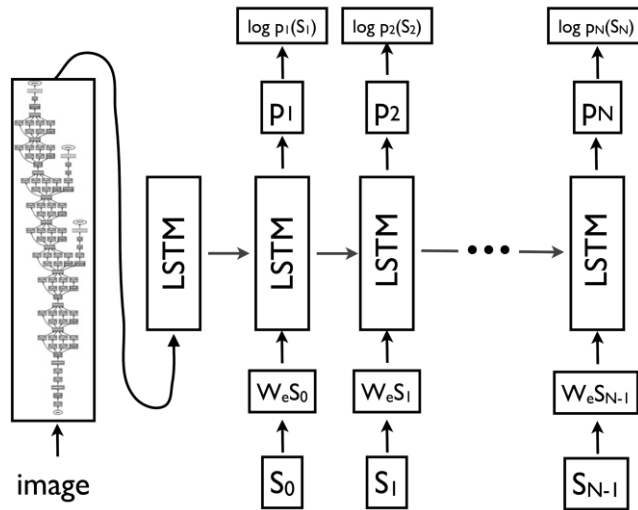 log p₁(S₁) log p₂(S₂) log pN(SN)
p₁ p₂ pN
LSTM LSTM LSTM LSTM
WₑS₀ WₑS₁ WₑSN-1
S₀ S₁ SN-1
image